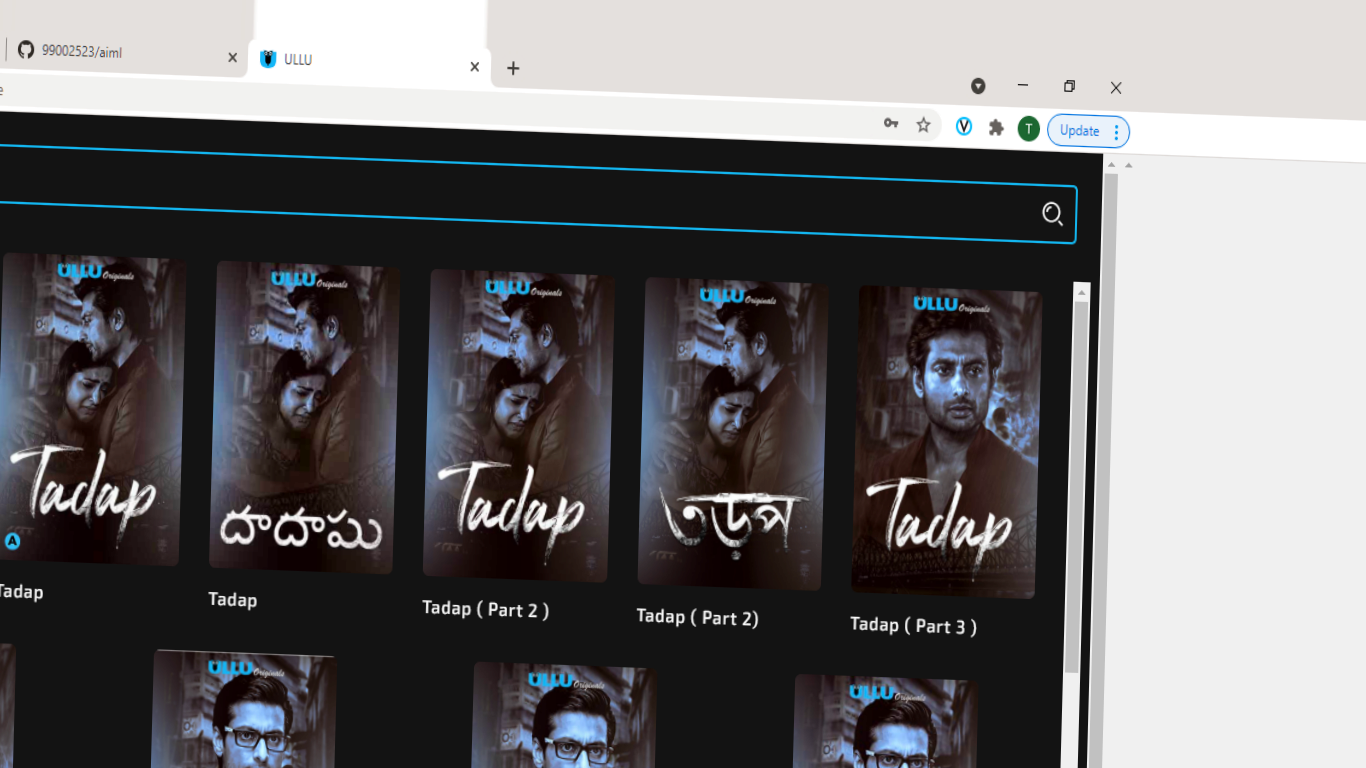 99002523/aiml
ULLU
e
T
Update
ULLU Originals
ULLU Originals
ULLU Originals
ULLU Originals
ULLU Originals
Tadap
దాదాపు
Tadap
তড়প
Tadap
A
Tadap
Tadap
Tadap ( Part 2 )
Tadap ( Part 2)
Tadap ( Part 3 )
ULLU Originals
ULLU Originals
ULLU Originals